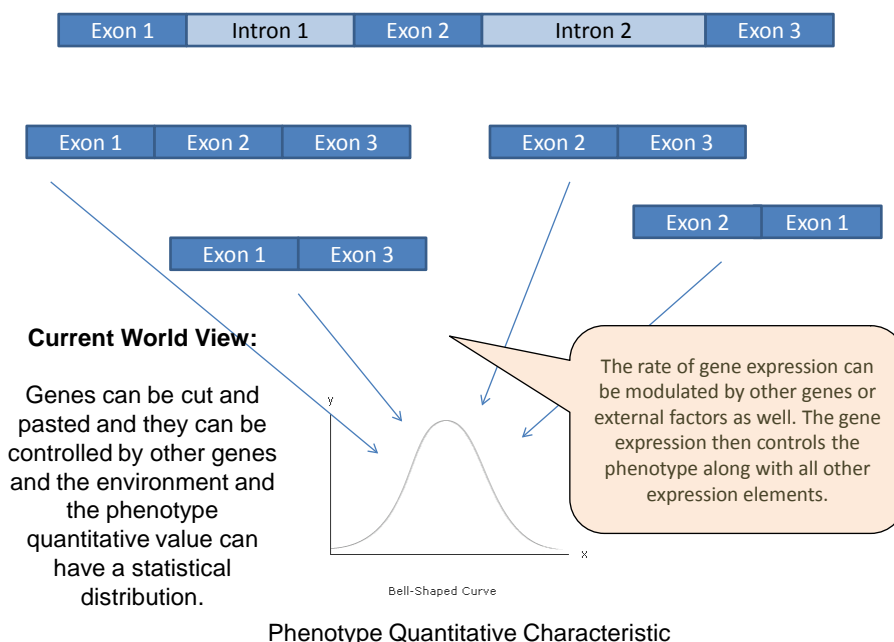 Exon 1 Intron 1 Exon 2 Intron 2 Exon 3
Exon 1 Exon 2 Exon 3
Exon 2 Exon 3
Exon 2 Exon 1
Exon 1 Exon 3
Current World View:
Genes can be cut and
pasted and they can be
controlled by other genes
and the environment and
the phenotype
quantitative value can
have a statistical
distribution.
The rate of gene expression can
be modulated by other genes or
external factors as well. The gene
expression then controls the
phenotype along with all other
expression elements.
y
x
Bell-Shaped Curve
Phenotype Quantitative Characteristic